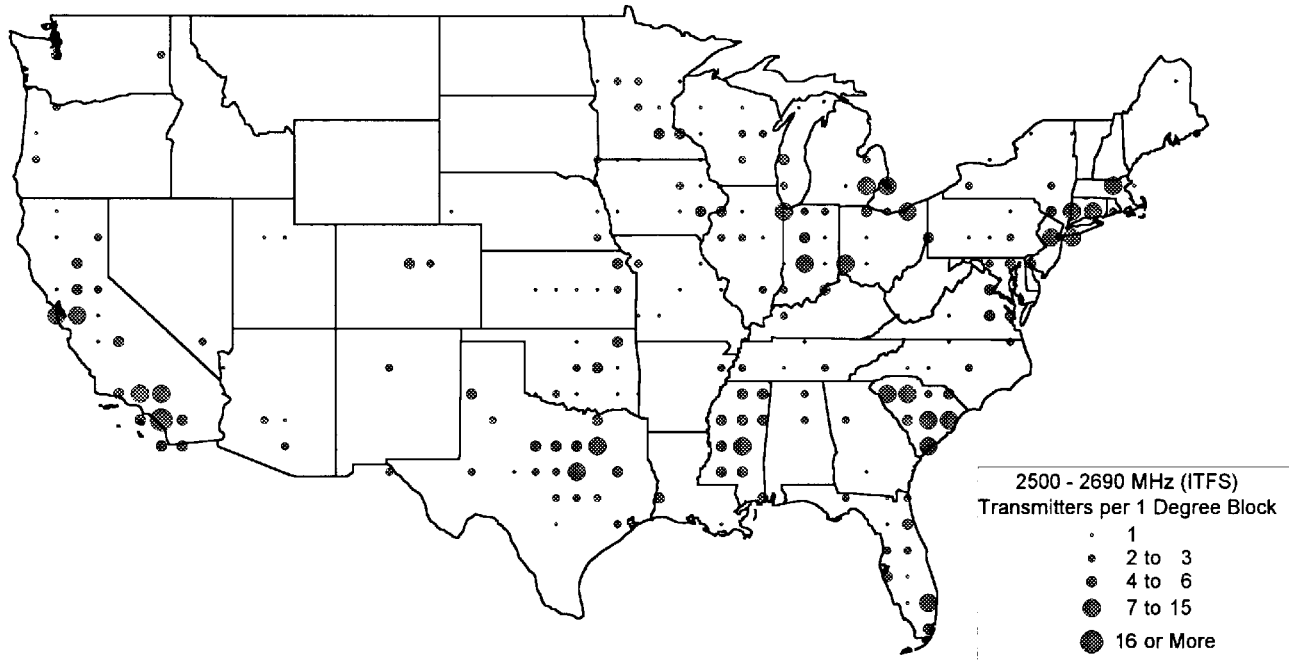 2500 - 2690 MHz (ITFS)
Transmitters per 1 Degree Block
1
2 to 3
4 to 6
7 to 15
16 or More